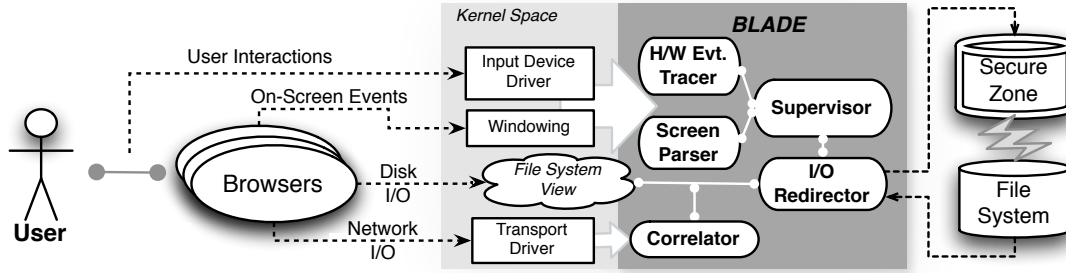 Kernel Space
BLADE
User Interactions
On-Screen Events
Input Device
Driver
Windowing
H/W Evt.
Tracer
Screen
Parser
Supervisor
Secure
Zone
Browsers
Disk
I/O
File System
View
I/O
Redirector
File
System
User
Network
I/O
Transport
Driver
Correlator